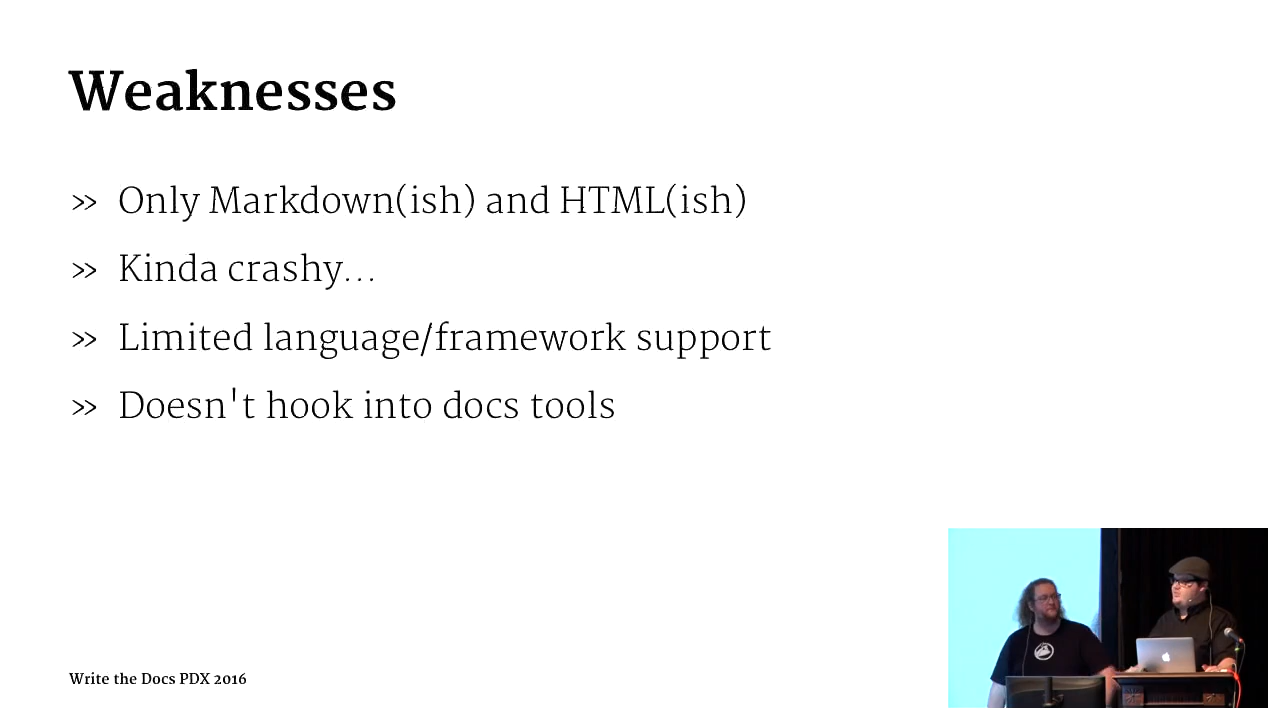 Weaknesses
» Only Markdown(ish) and HTML(ish)
» Kinda crashy...
» Limited language/framework support
» Doesn't hook into docs tools
Write the Docs PDX 2016